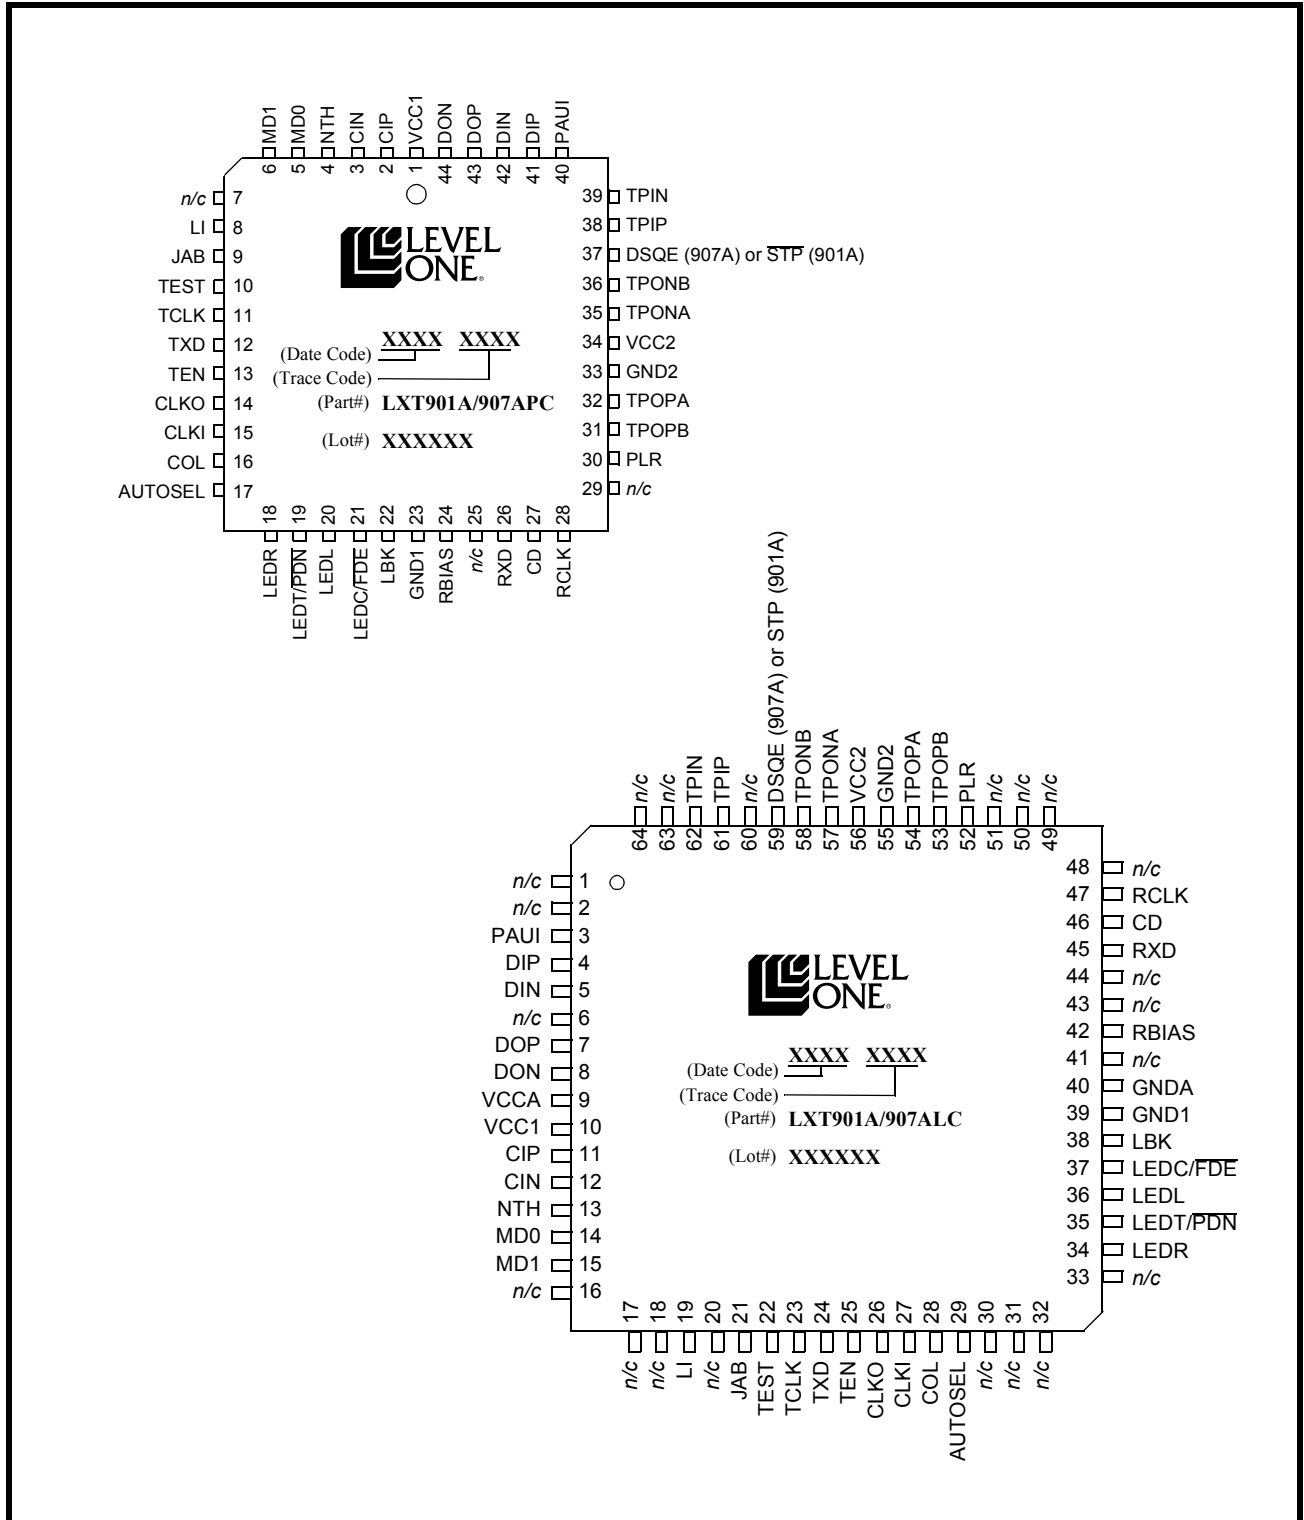 MD1 MD0 NTH CIN CIP VCC1 DON DOP DIN DIP PAUI
6 5 4 3 2 1 44 43 42 41 40
n/c 7
LI 8
JAB 9
TEST 10
TCLK 11
TXD 12
TEN 13
CLKO 14
CLKI 15
COL 16
AUTOSEL 17
LEVEL
ONE®
XXXX XXXX
(Date Code)
(Trace Code)
(Part#) LXT901A/907APC
(Lot#) XXXXXX
39 TPIN
38 TPIP
37 DSQE (907A) or STP (901A)
36 TPONB
35 TPONA
34 VCC2
33 GND2
32 TPOPA
31 TPOPB
30 PLR
29 n/c
18 19 20 21 22 23 24 25 26 27 28
LEDR LEDT/PDN LEDL LEDC/FDE LBK GND1 RBIAS n/c RXD CD RCLK
n/c n/c TPIN TPIP n/c DSQE (907A) or STP (901A) TPONB TPONA VCC2 GND2 TPOPA TPOPB PLR n/c n/c n/c
64 63 62 61 60 59 58 57 56 55 54 53 52 51 50 49
n/c 1
n/c 2
PAUI 3
DIP 4
DIN 5
n/c 6
DOP 7
DON 8
VCCA 9
VCC1 10
CIP 11
CIN 12
NTH 13
MD0 14
MD1 15
n/c 16
LEVEL
ONE®
XXXX XXXX
(Date Code)
(Trace Code)
(Part#) LXT901A/907ALC
(Lot#) XXXXXX
48 n/c
47 RCLK
46 CD
45 RXD
44 n/c
43 n/c
42 RBIAS
41 n/c
40 GNDA
39 GND1
38 LBK
37 LEDC/FDE
36 LEDL
35 LEDT/PDN
34 LEDR
33 n/c
17 18 19 20 21 22 23 24 25 26 27 28 29 30 31 32
n/c n/c LI n/c JAB TEST TCLK TXD TEN CLKO CLKI COL AUTOSEL n/c n/c n/c